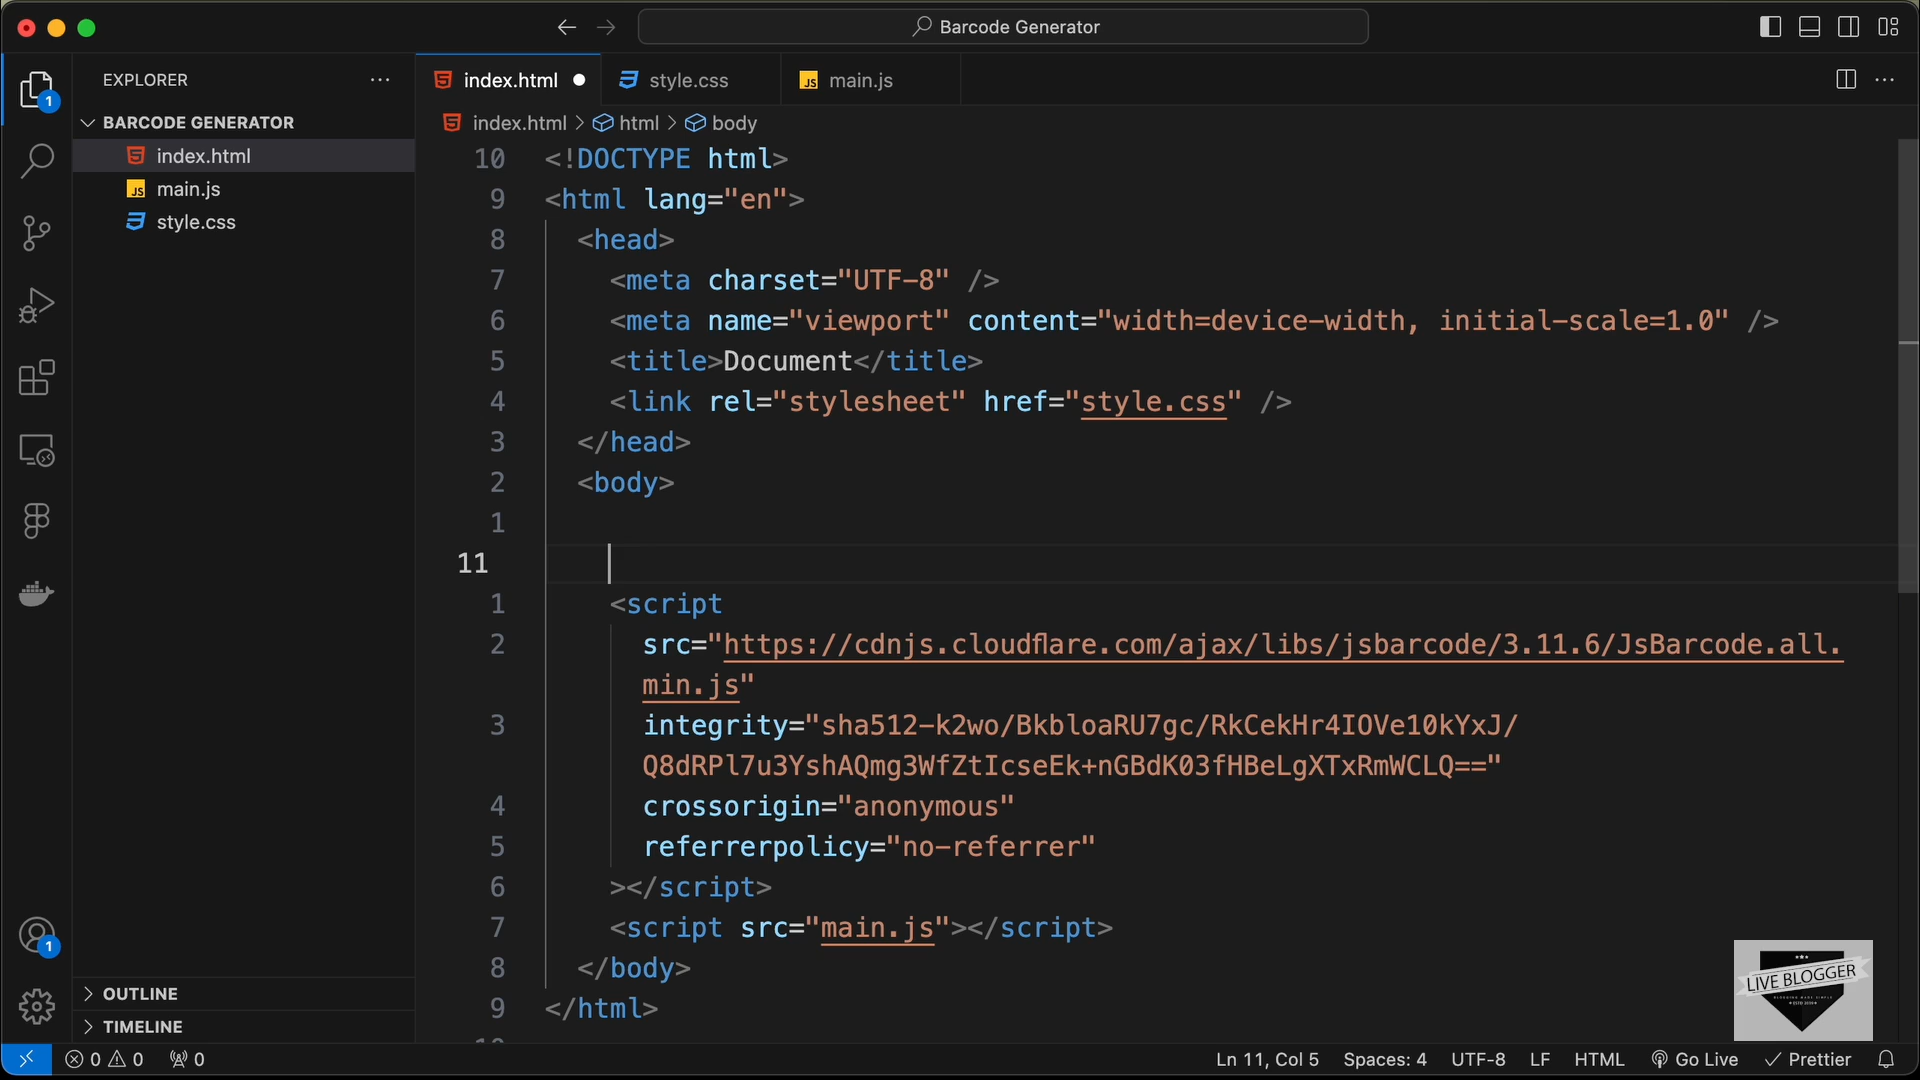 Barcode Generator
EXPLORER
index.html
style.css
JS main.js
1
BARCODE GENERATOR
index.html
JS main.js
style.css
index.html > html > body
10 <!DOCTYPE html>
9 <html lang="en">
8 <head>
7 <meta charset="UTF-8" />
6 <meta name="viewport" content="width=device-width, initial-scale=1.0" />
5 <title>Document</title>
4 <link rel="stylesheet" href="style.css" />
3 </head>
2 <body>
1
11
1 <script
2 src="https://cdnjs.cloudflare.com/ajax/libs/jsbarcode/3.11.6/JsBarcode.all.
min.js"
3 integrity="sha512-k2wo/BkbloaRU7gc/RkCekHr4IOVe10kYxJ/
Q8dRPl7u3YshAQmg3WfZtIcseEk+nGBdK03fHBeLgXTxRmWCLQ=="
4 crossorigin="anonymous"
5 referrerpolicy="no-referrer"
6 ></script>
7 <script src="main.js"></script>
8 </body>
9 </html>
1
OUTLINE
TIMELINE
LIVE BLOGGER
0 0 0
Ln 11, Col 5 Spaces: 4 UTF-8 LF HTML Go Live Prettier